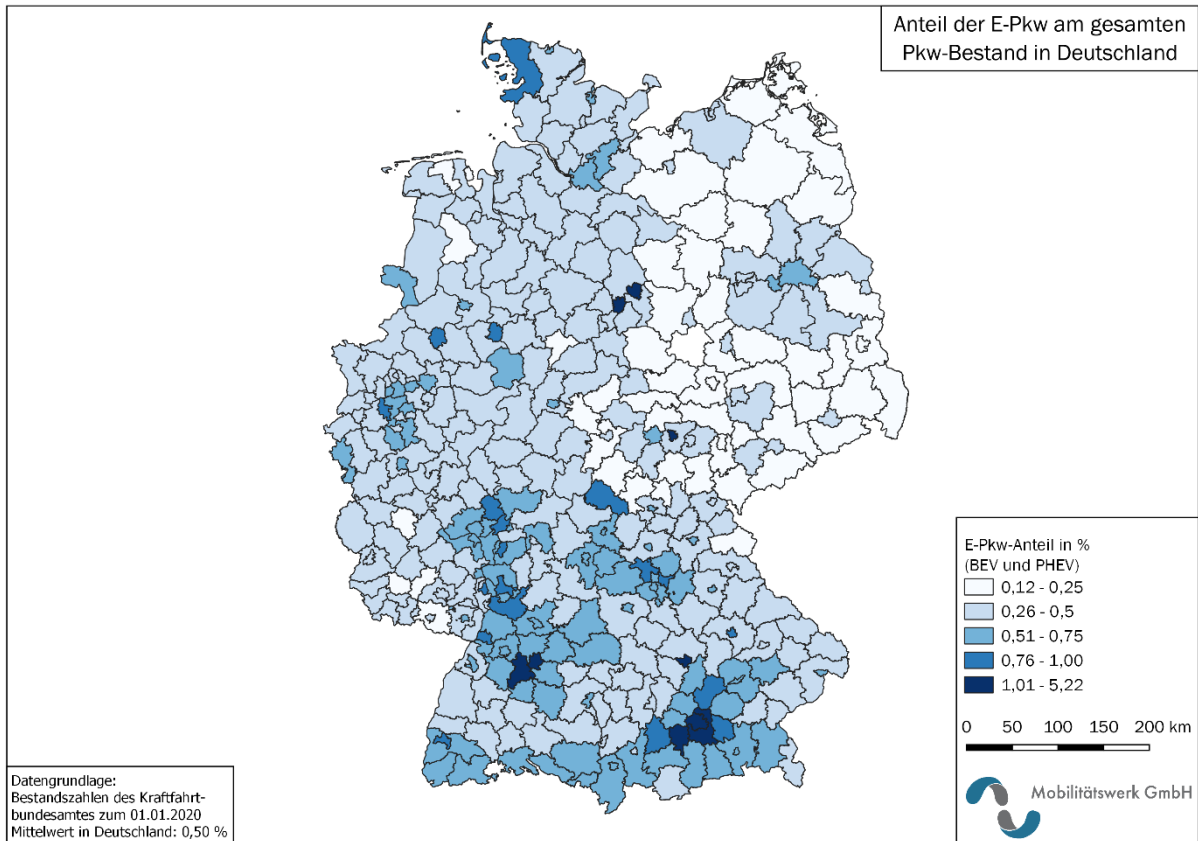 Anteil der E-Pkw am gesamten
Pkw-Bestand in Deutschland
E-Pkw-Anteil in %
(BEV und PHEV)
0,12 - 0,25
0,26 - 0,5
0,51 - 0,75
0,76 - 1,00
1,01 - 5,22
0 50 100 150 200 km
Mobilitätswerk GmbH
Datengrundlage:
Bestandszahlen des Kraftfahrt-
bundesamtes zum 01.01.2020
Mittelwert in Deutschland: 0,50 %